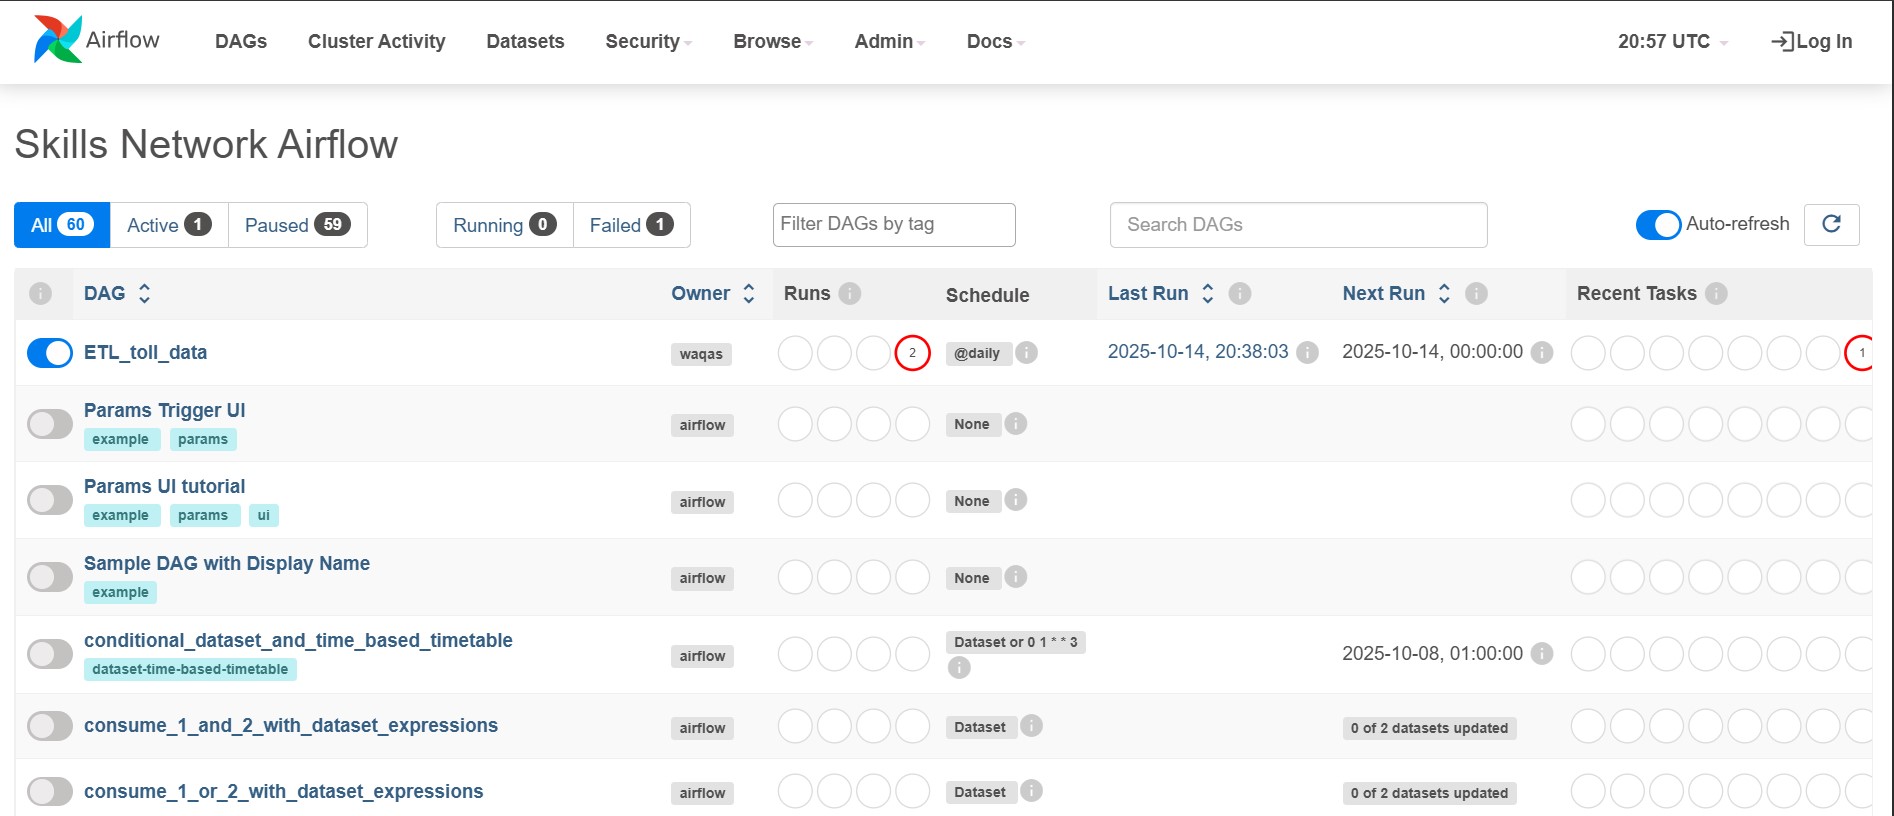 Airflow DAGs Cluster Activity Datasets Security Browse Admin Docs 20:57 UTC Log In
Skills Network Airflow
All 60 Active 1 Paused 59 Running 0 Failed 1 Filter DAGs by tag Search DAGs Auto-refresh
DAG Owner Runs Schedule Last Run Next Run Recent Tasks
ETL_toll_data waqas 2 @daily 2025-10-14, 20:38:03 2025-10-14, 00:00:00 1
Params Trigger UI
example params airflow None
Params UI tutorial
example params ui airflow None
Sample DAG with Display Name
example airflow None
conditional_dataset_and_time_based_timetable
dataset-time-based-timetable airflow Dataset or 0 1 * * 3 2025-10-08, 01:00:00
consume_1_and_2_with_dataset_expressions airflow Dataset 0 of 2 datasets updated
consume_1_or_2_with_dataset_expressions airflow Dataset 0 of 2 datasets updated